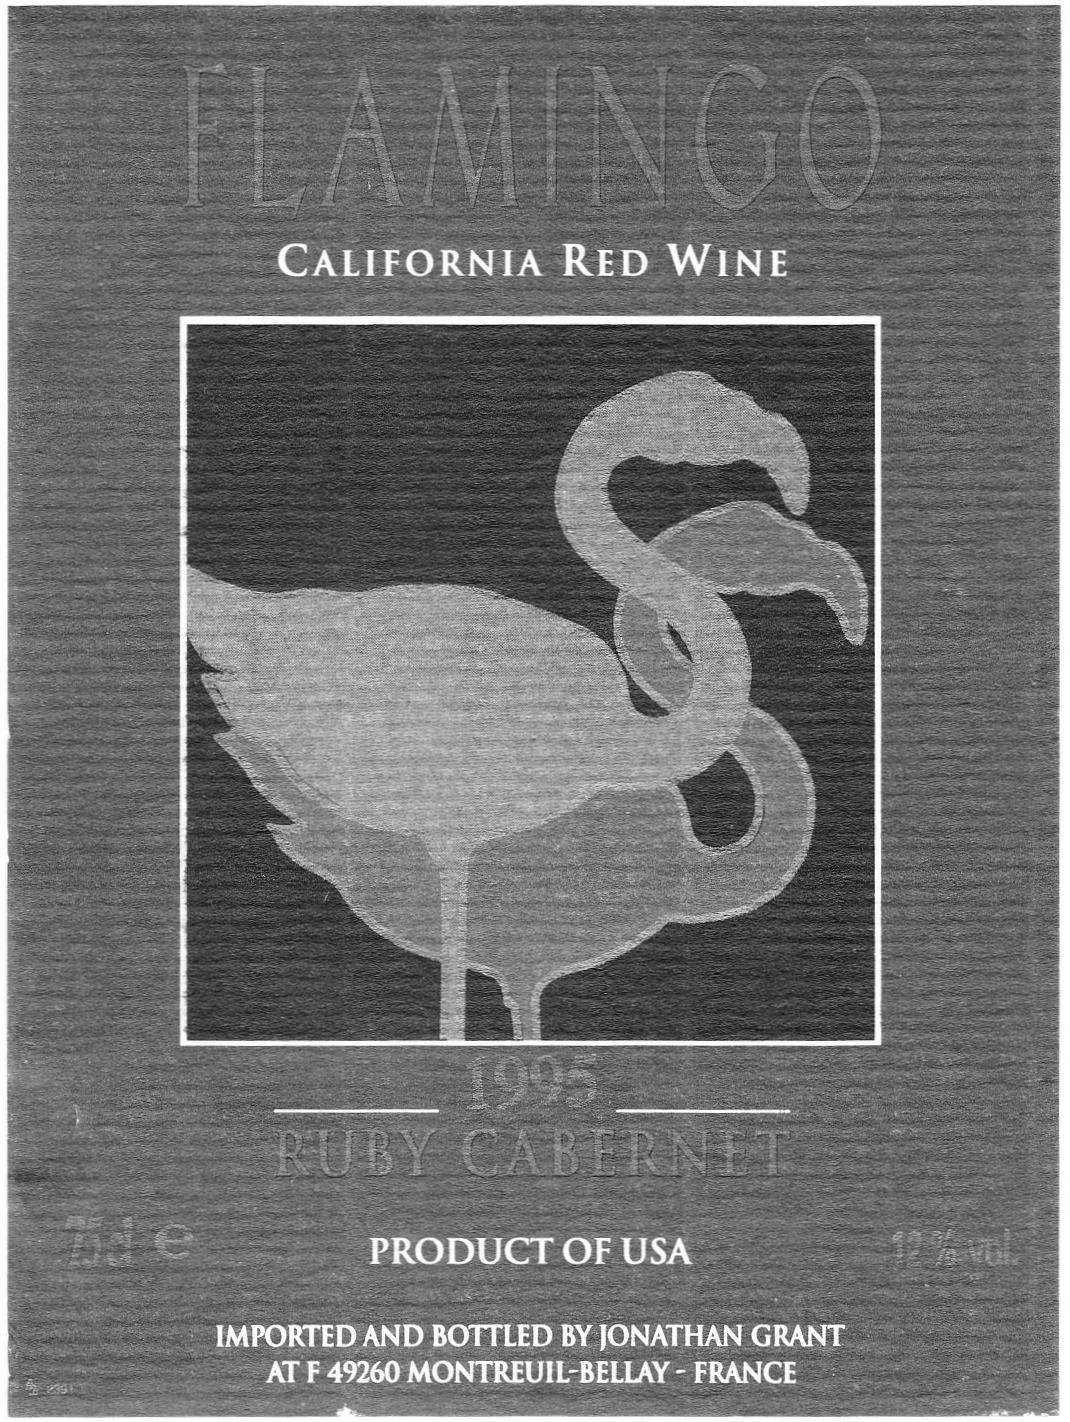 FLAMINGO
CALIFORNIA RED WINE
1995
RUBY CABERNET
75cl e
PRODUCT OF USA
12 % vol.
IMPORTED AND BOTTLED BY JONATHAN GRANT
AT F 49260 MONTREUIL-BELLAY - FRANCE